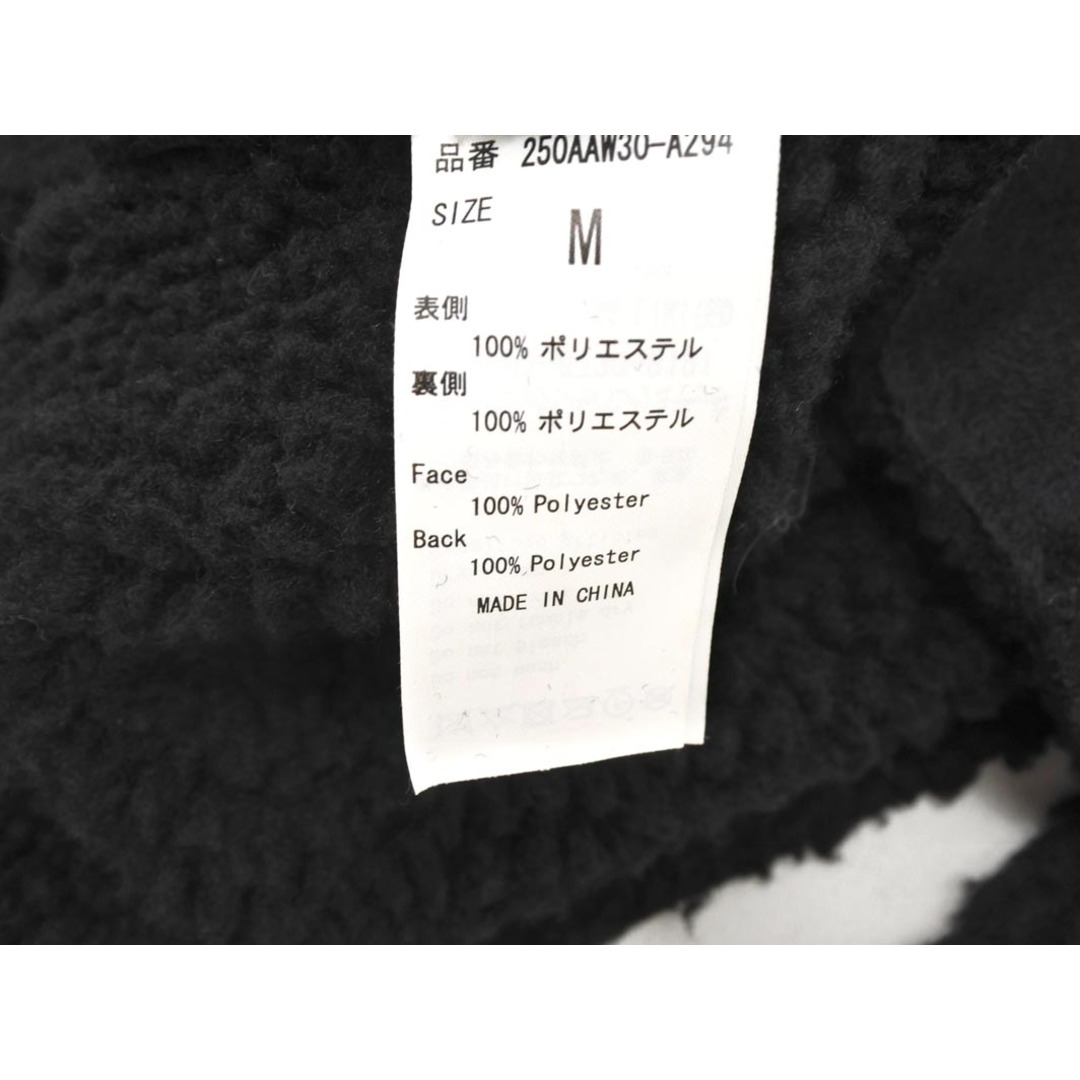 品番 250AAW30-A294
SIZE M
表側
100% ポリエステル
裏側
100% ポリエステル
Face
100% Polyester
Back
100% Polyester
MADE IN CHINA